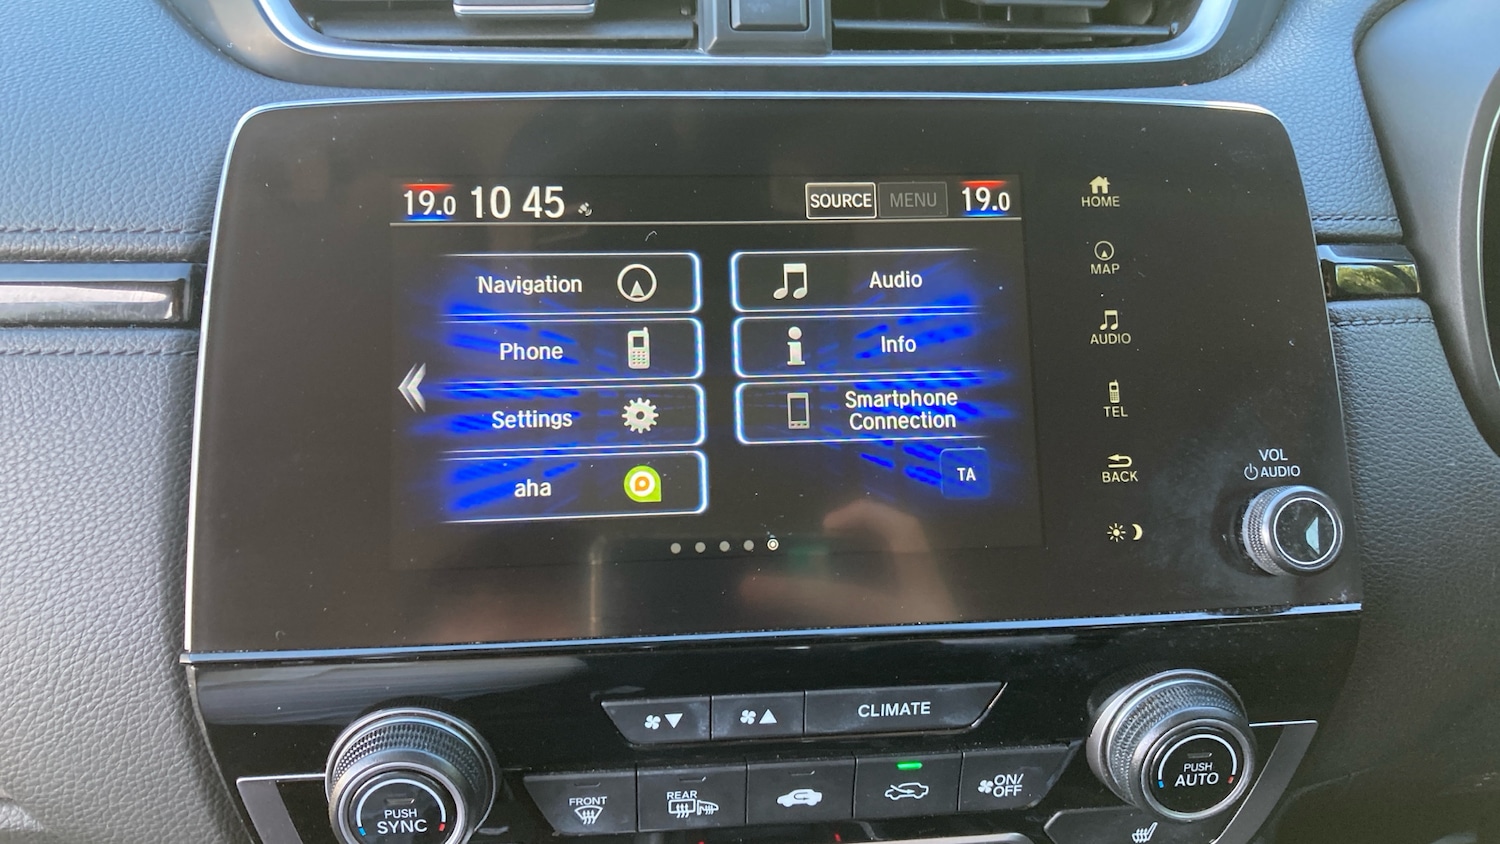 19.0 10 45 SOURCE MENU 19.0
Navigation
Audio
Phone
Info
Settings
Smartphone
Connection
aha
TA
HOME
MAP
AUDIO
TEL
BACK
VOL
AUDIO
CLIMATE
PUSH
SYNC
FRONT
REAR
ON/
OFF
PUSH
AUTO